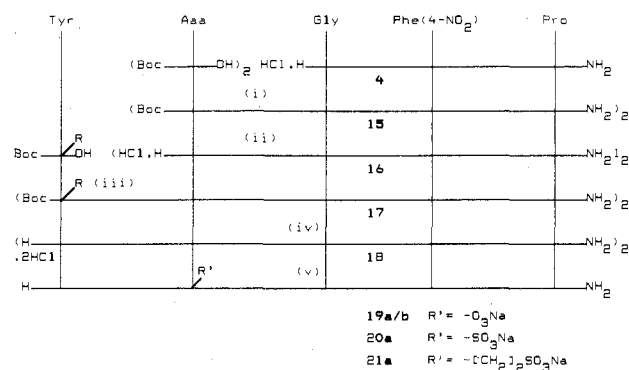 Tyr Aaa Gly Phe(4-NO2) Pro
(Boc OH)2 HCl.H NH2
4
(i)
(Boc NH2)2
15
(ii)
R
Boc OH (HCl.H NH2]2
16
R (iii)
(Boc NH2)2
17
(iv)
(H NH2)2
.2HCl 18
R' (v)
H NH2
19a/b R'= -O3Na
20a R'= -SO3Na
21a R'= -[CH2]2SO3Na